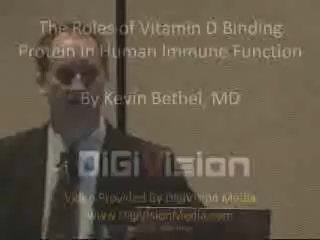 The Roles of Vitamin D Binding
Protein in Human Immune Function
By Kevin Bethel, MD
DiGiVision
Video Provided By DigiVision Media
www.DigiVisionMedia.com